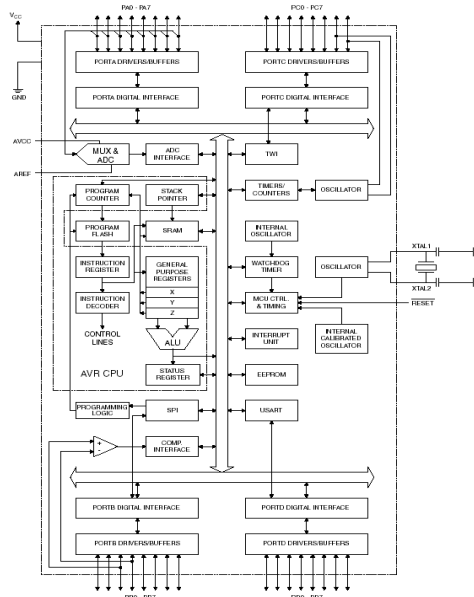 PA0 - PA7
PC0 - PC7
VCC
PORTA DRIVERS/BUFFERS
PORTC DRIVERS/BUFFERS
GND
PORTA DIGITAL INTERFACE
PORTC DIGITAL INTERFACE
AVCC
MUX &
ADC
ADC
INTERFACE
TWI
AREF
PROGRAM
COUNTER
STACK
POINTER
TIMERS/
COUNTERS
OSCILLATOR
PROGRAM
FLASH
SRAM
INTERNAL
OSCILLATOR
XTAL1
INSTRUCTION
REGISTER
GENERAL
PURPOSE
REGISTERS
WATCHDOG
TIMER
OSCILLATOR
X
Y
Z
XTAL2
INSTRUCTION
DECODER
MCU CTRL.
& TIMING
RESET
CONTROL
LINES
ALU
INTERRUPT
UNIT
INTERNAL
CALIBRATED
OSCILLATOR
AVR CPU
STATUS
REGISTER
EEPROM
PROGRAMMING
LOGIC
SPI
USART
+
-
COMP.
INTERFACE
PORTB DIGITAL INTERFACE
PORTD DIGITAL INTERFACE
PORTB DRIVERS/BUFFERS
PORTD DRIVERS/BUFFERS